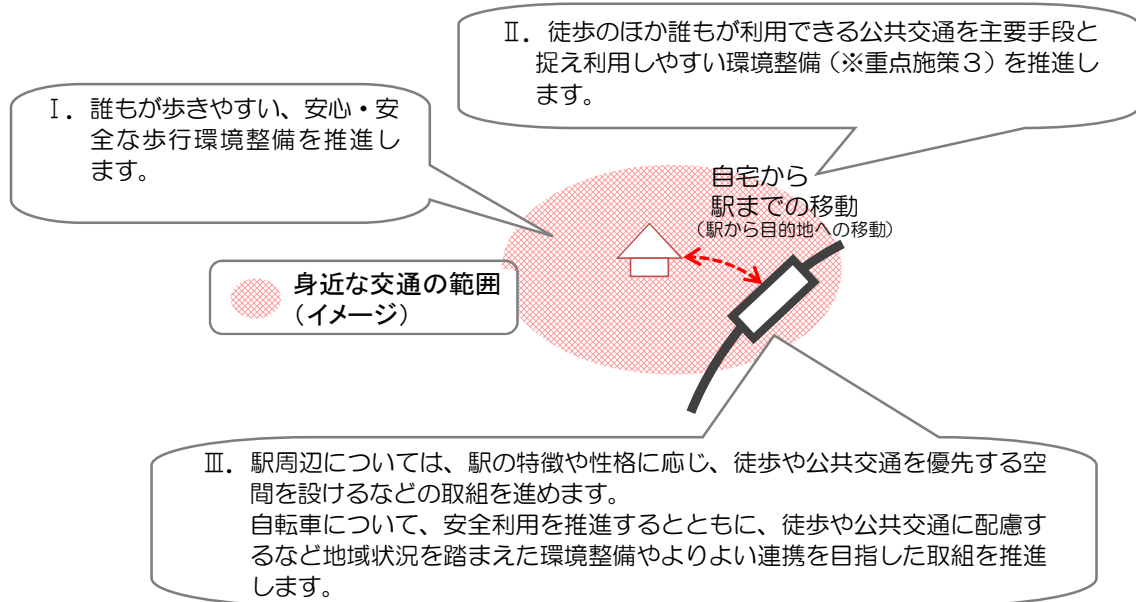 Ⅱ．徒歩のほか誰もが利用できる公共交通を主要手段と
捉え利用しやすい環境整備（※重点施策３）を推進し
ます。
Ⅰ．誰もが歩きやすい、安心・安
全な歩行環境整備を推進し
ます。
自宅から
駅までの移動
（駅から目的地への移動）
身近な交通の範囲
（イメージ）
Ⅲ．駅周辺については、駅の特徴や性格に応じ、徒歩や公共交通を優先する空
間を設けるなどの取組を進めます。
自転車について、安全利用を推進するとともに、徒歩や公共交通に配慮す
るなど地域状況を踏まえた環境整備やよりよい連携を目指した取組を推進
します。